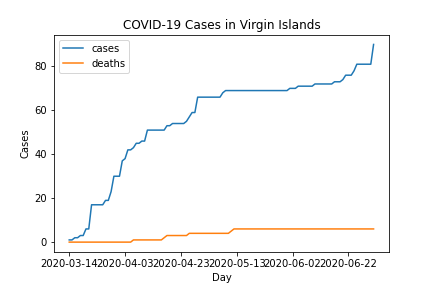 COVID-19 Cases in Virgin Islands
cases
deaths
80
60
40
20
0
Cases
2020-03-14 2020-04-03 2020-04-23 2020-05-13 2020-06-02 2020-06-22
Day